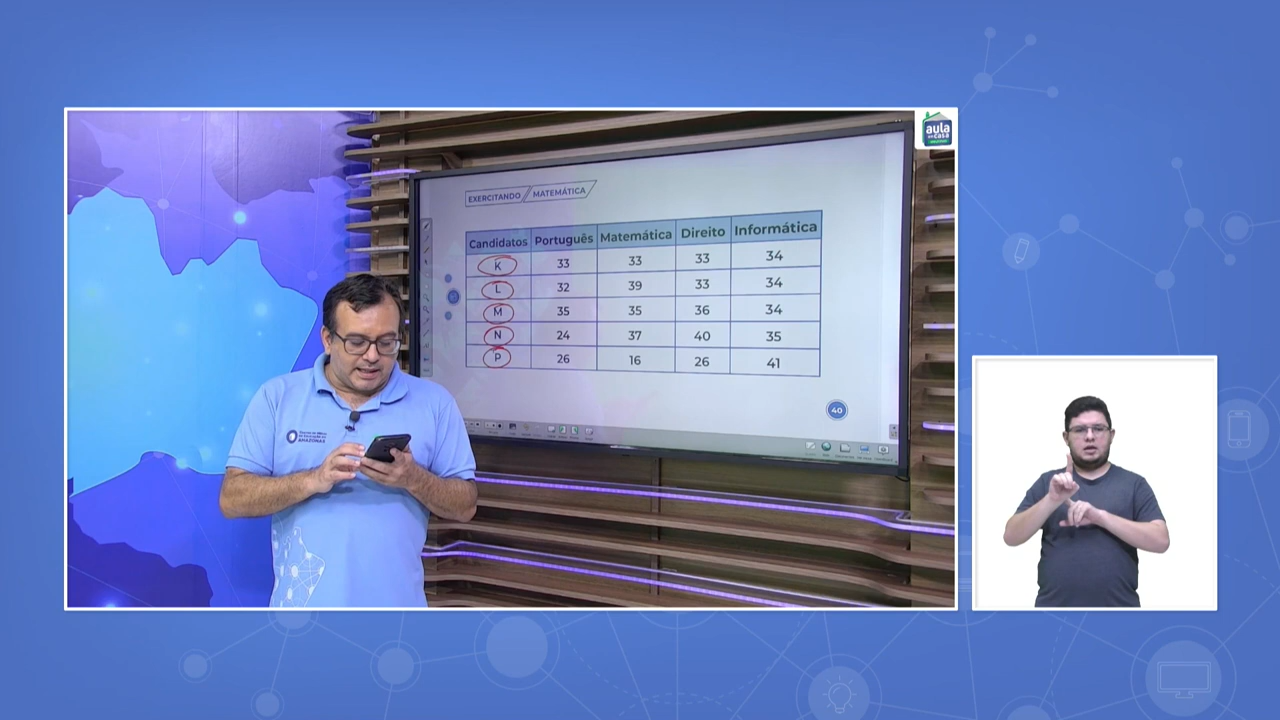 aula
em casa
EXERCITANDO MATEMÁTICA
Candidatos Português Matemática Direito Informática
K 33 33 33 34
L 32 39 33 34
M 35 35 36 34
N 24 37 40 35
P 26 16 26 41
40
AMAZONAS